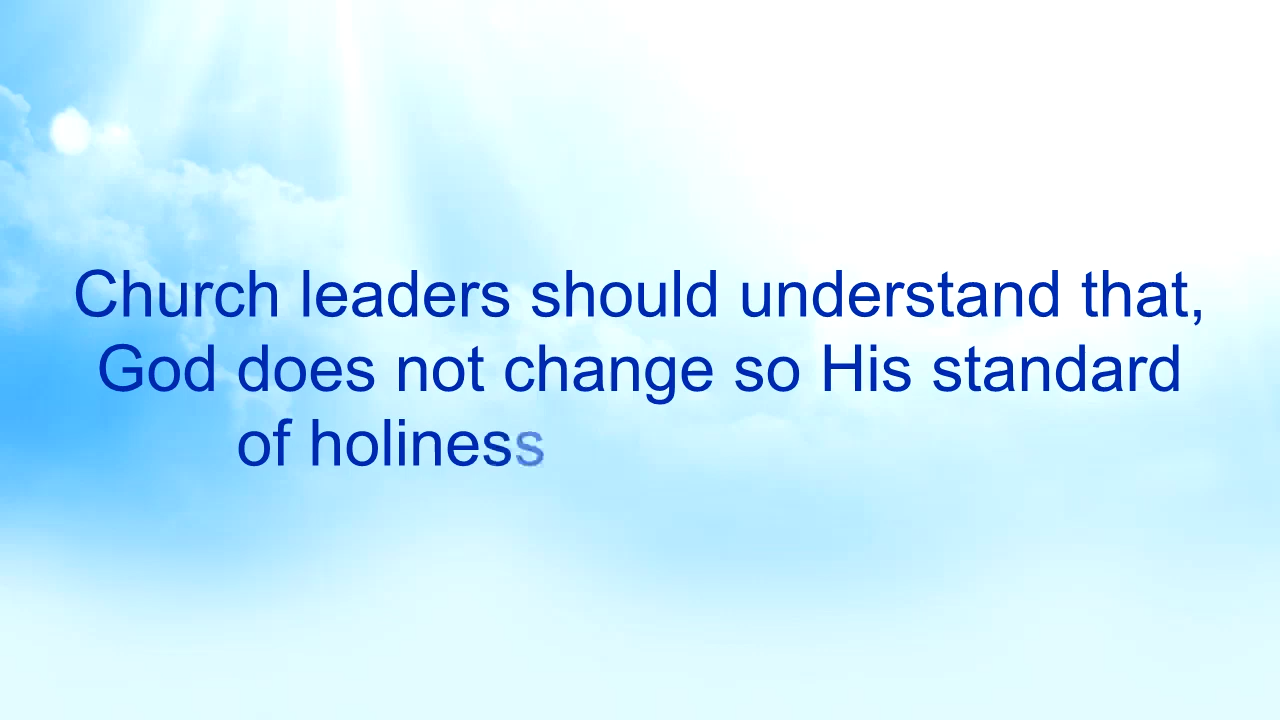 Church leaders should understand that,
God does not change so His standard
of holiness